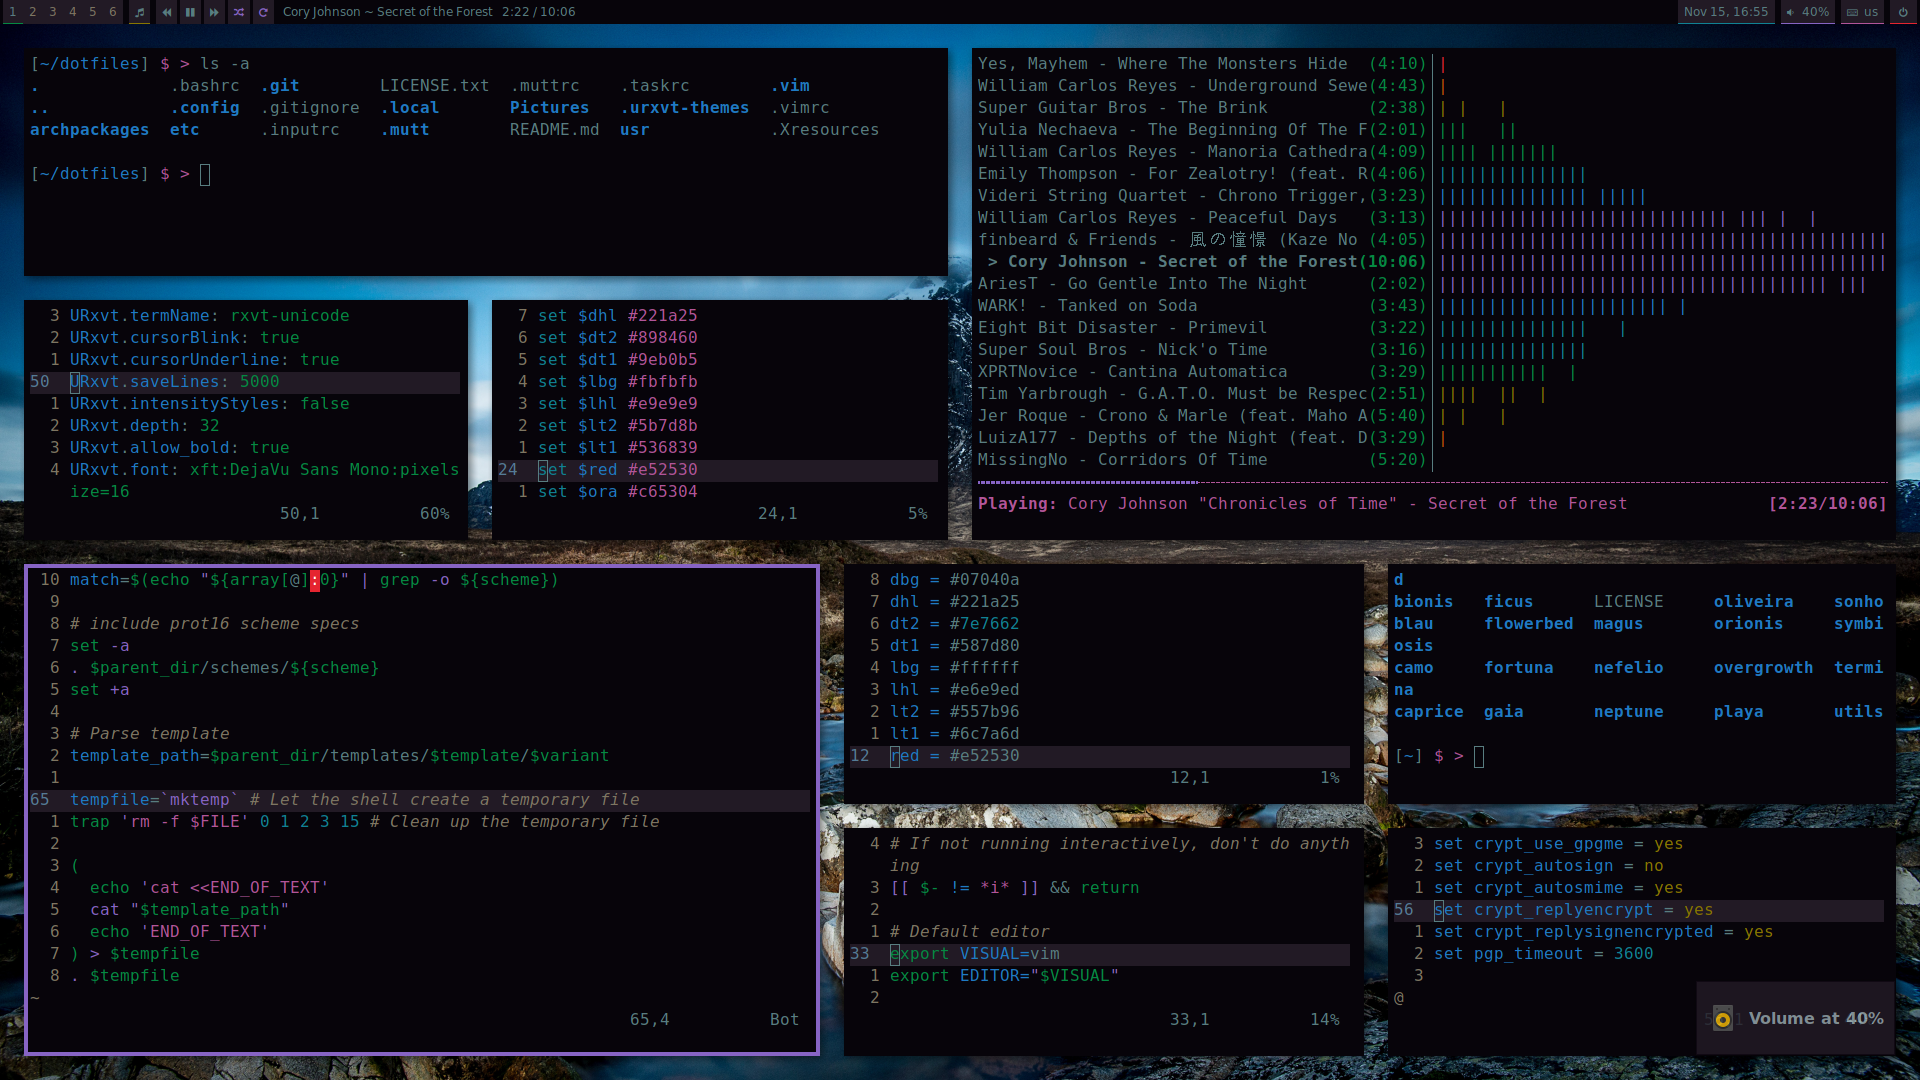 1 2 3 4 5 6 Cory Johnson ~ Secret of the Forest 2:22 / 10:06 Nov 15, 16:55 40% us
[~/dotfiles] $ > ls -a
. .bashrc .git LICENSE.txt .muttrc .taskrc .vim
.. .config .gitignore .local Pictures .urxvt-themes .vimrc
archpackages etc .inputrc .mutt README.md usr .Xresources
[~/dotfiles] $ >
Yes, Mayhem - Where The Monsters Hide (4:10)
William Carlos Reyes - Underground Sewe(4:43)
Super Guitar Bros - The Brink (2:38)
Yulia Nechaeva - The Beginning Of The F(2:01)
William Carlos Reyes - Manoria Cathedra(4:09)
Emily Thompson - For Zealotry! (feat. R(4:06)
Videri String Quartet - Chrono Trigger,(3:23)
William Carlos Reyes - Peaceful Days (3:13)
finbeard & Friends - 風の憧憬 (Kaze No (4:05)
> Cory Johnson - Secret of the Forest(10:06)
AriesT - Go Gentle Into The Night (2:02)
WARK! - Tanked on Soda (3:43)
Eight Bit Disaster - Primevil (3:22)
Super Soul Bros - Nick'o Time (3:16)
XPRTNovice - Cantina Automatica (3:29)
Tim Yarbrough - G.A.T.O. Must be Respec(2:51)
Jer Roque - Crono & Marle (feat. Maho A(5:40)
LuizA177 - Depths of the Night (feat. D(3:29)
MissingNo - Corridors Of Time (5:20)
Playing: Cory Johnson "Chronicles of Time" - Secret of the Forest [2:23/10:06]
3 URxvt.termName: rxvt-unicode
2 URxvt.cursorBlink: true
1 URxvt.cursorUnderline: true
50 URxvt.saveLines: 5000
1 URxvt.intensityStyles: false
2 URxvt.depth: 32
3 URxvt.allow_bold: true
4 URxvt.font: xft:DejaVu Sans Mono:pixels
ize=16
50,1 60%
7 set $dhl #221a25
6 set $dt2 #898460
5 set $dt1 #9eb0b5
4 set $lbg #fbfbfb
3 set $lhl #e9e9e9
2 set $lt2 #5b7d8b
1 set $lt1 #536839
24 set $red #e52530
1 set $ora #c65304
24,1 5%
10 match=$(echo "${array[@]:0}" | grep -o ${scheme})
9
8 # include prot16 scheme specs
7 set -a
6 . $parent_dir/schemes/${scheme}
5 set +a
4
3 # Parse template
2 template_path=$parent_dir/templates/$template/$variant
1
65 tempfile=`mktemp` # Let the shell create a temporary file
1 trap 'rm -f $FILE' 0 1 2 3 15 # Clean up the temporary file
2
3 (
4 echo 'cat <<END_OF_TEXT'
5 cat "$template_path"
6 echo 'END_OF_TEXT'
7 ) > $tempfile
8 . $tempfile
~
65,4 Bot
8 dbg = #07040a
7 dhl = #221a25
6 dt2 = #7e7662
5 dt1 = #587d80
4 lbg = #ffffff
3 lhl = #e6e9ed
2 lt2 = #557b96
1 lt1 = #6c7a6d
12 red = #e52530
12,1 1%
d
bionis ficus LICENSE oliveira sonho
blau flowerbed magus orionis symbi
osis
camo fortuna nefelio overgrowth termi
na
caprice gaia neptune playa utils
[~] $ >
4 # If not running interactively, don't do anyth
ing
3 [[ $- != *i* ]] && return
2
1 # Default editor
33 export VISUAL=vim
1 export EDITOR="$VISUAL"
2
33,1 14%
3 set crypt_use_gpgme = yes
2 set crypt_autosign = no
1 set crypt_autosmime = yes
56 set crypt_replyencrypt = yes
1 set crypt_replysignencrypted = yes
2 set pgp_timeout = 3600
3
@
Volume at 40%